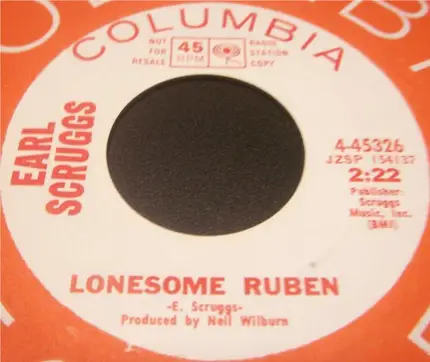 COLUMBIA
NOT FOR RESALE
45 RPM
RADIO STATION COPY
EARL SCRUGGS
4-45326
JZSP 154137
2:22
Publisher:
Scruggs
Music, Inc.
(BMI)
LONESOME RUBEN
-E. Scruggs-
Produced by Neil Wilburn